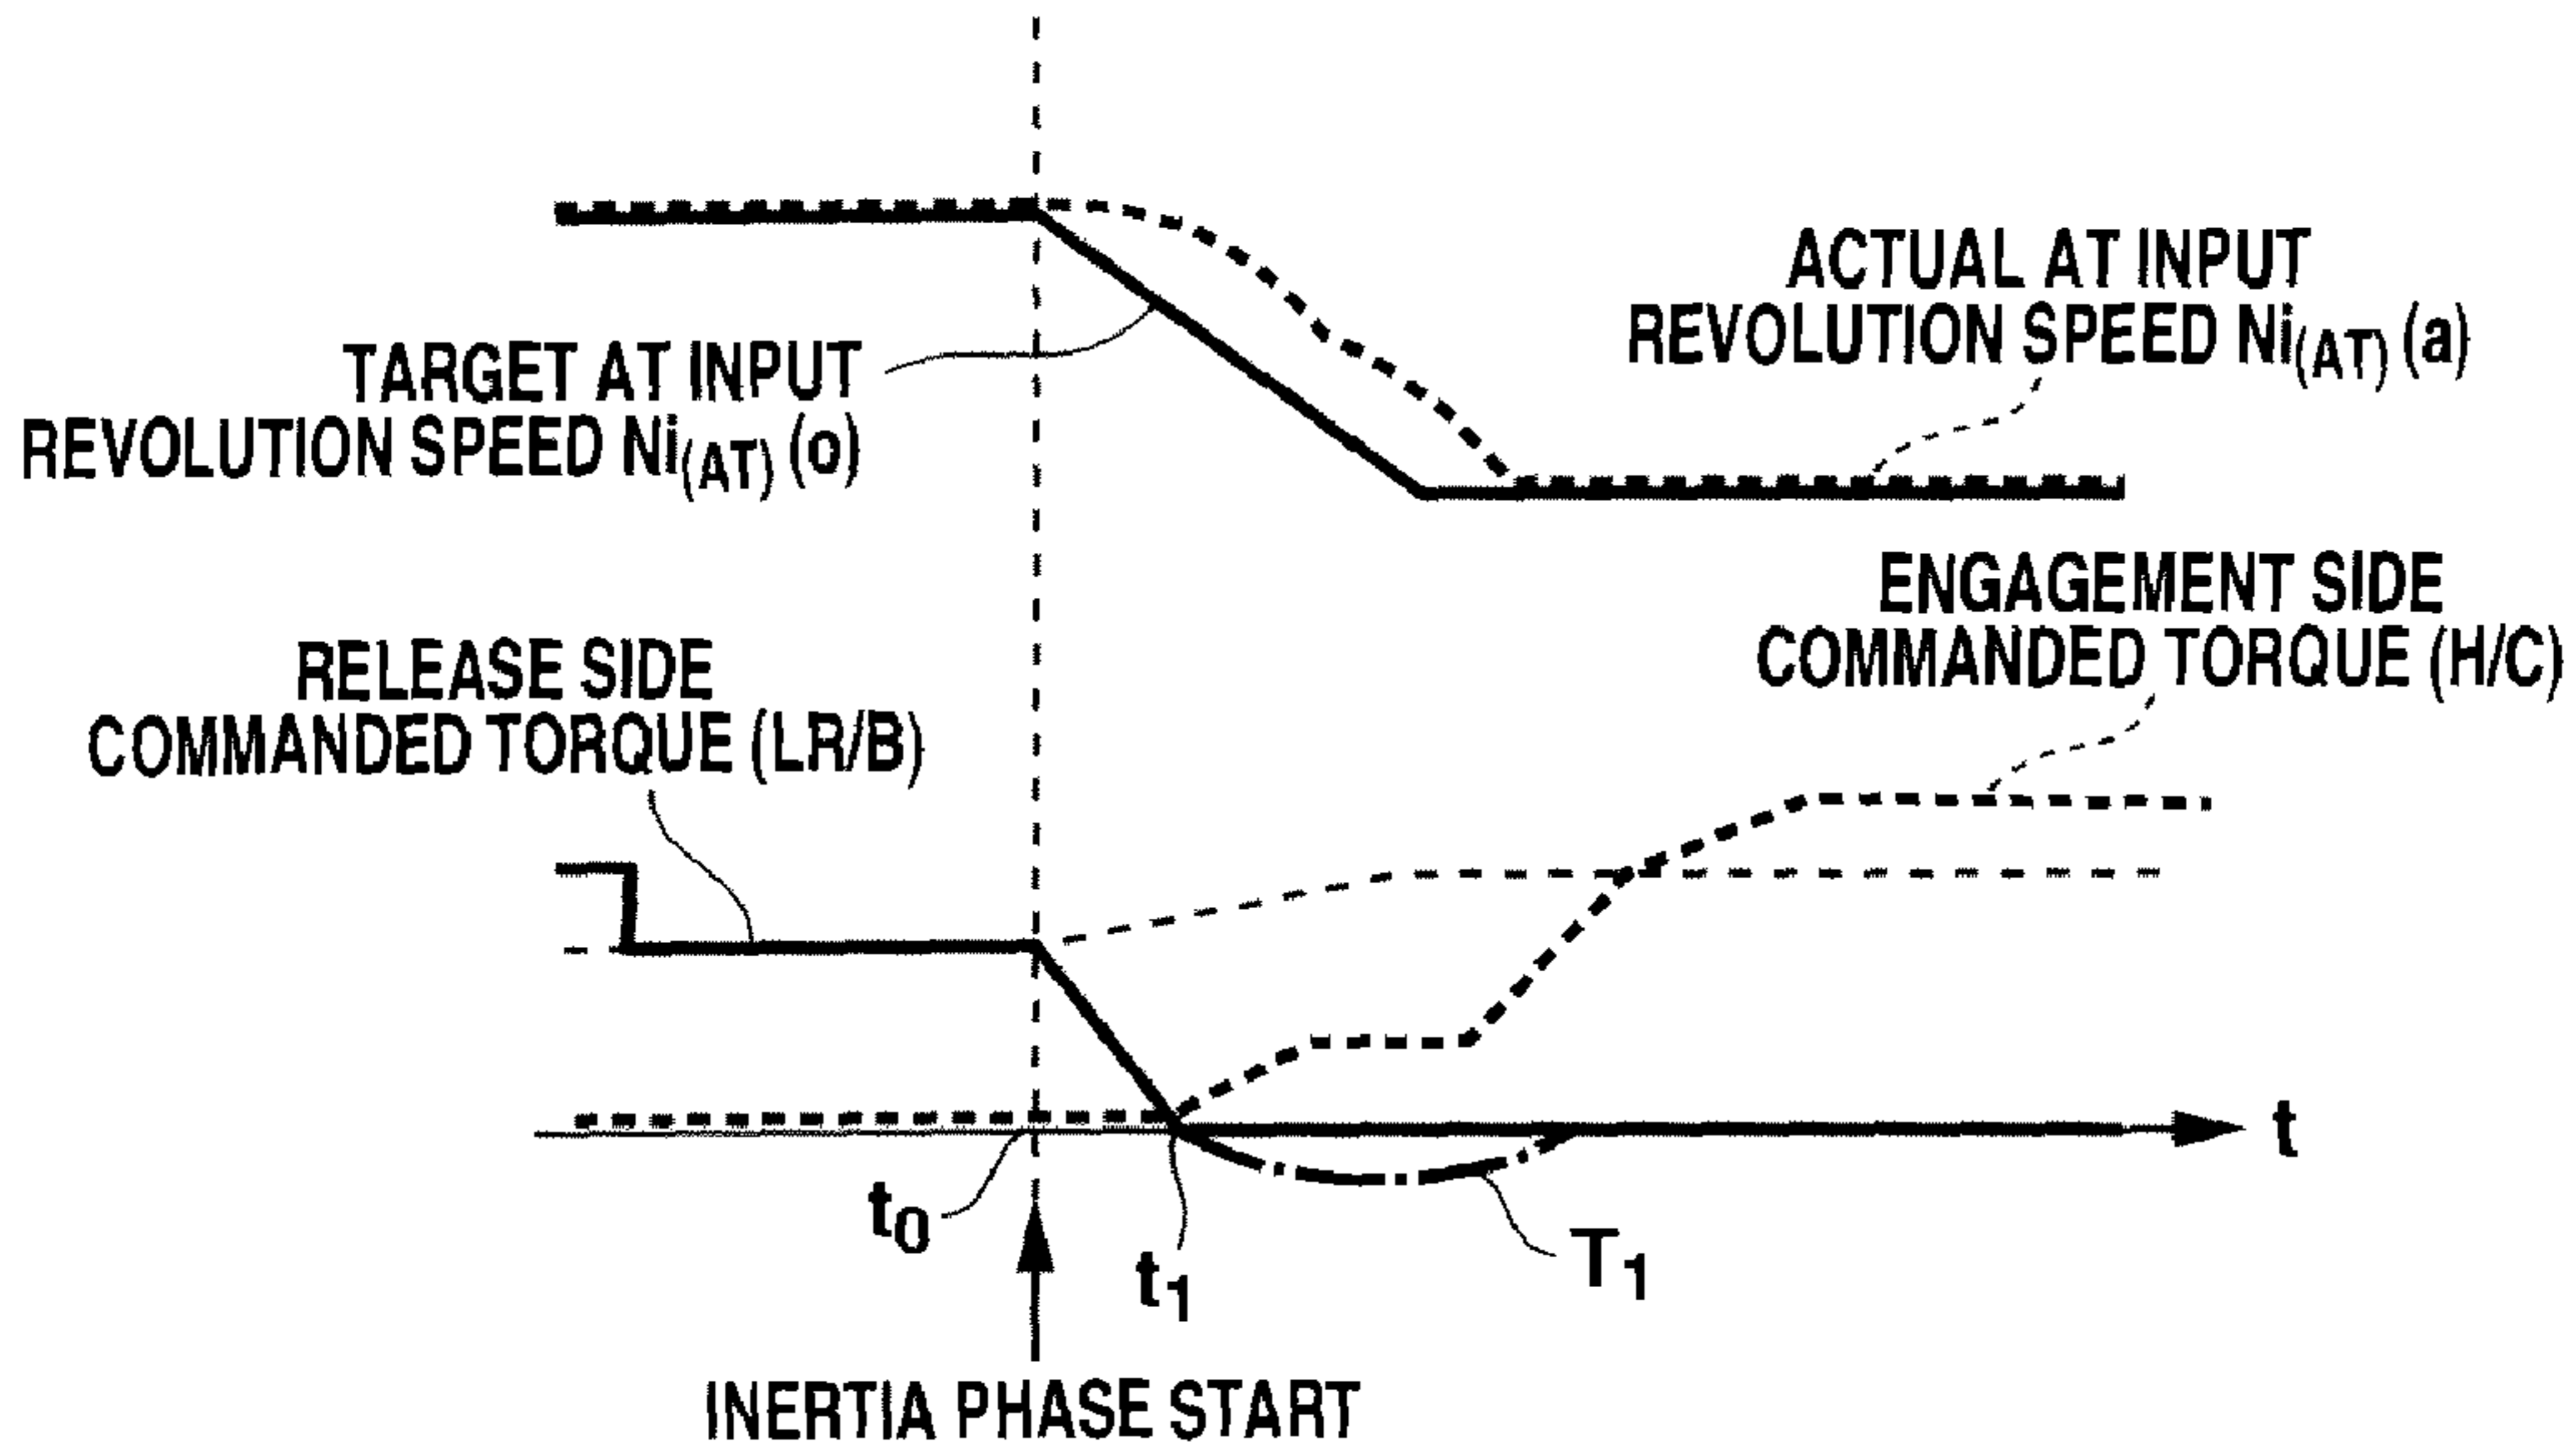 ACTUAL AT INPUT
REVOLUTION SPEED Ni(AT) (a)
TARGET AT INPUT
REVOLUTION SPEED Ni(AT) (o)
ENGAGEMENT SIDE
COMMANDED TORQUE (H/C)
RELEASE SIDE
COMMANDED TORQUE (LR/B)
t
t0
t1
T1
INERTIA PHASE START